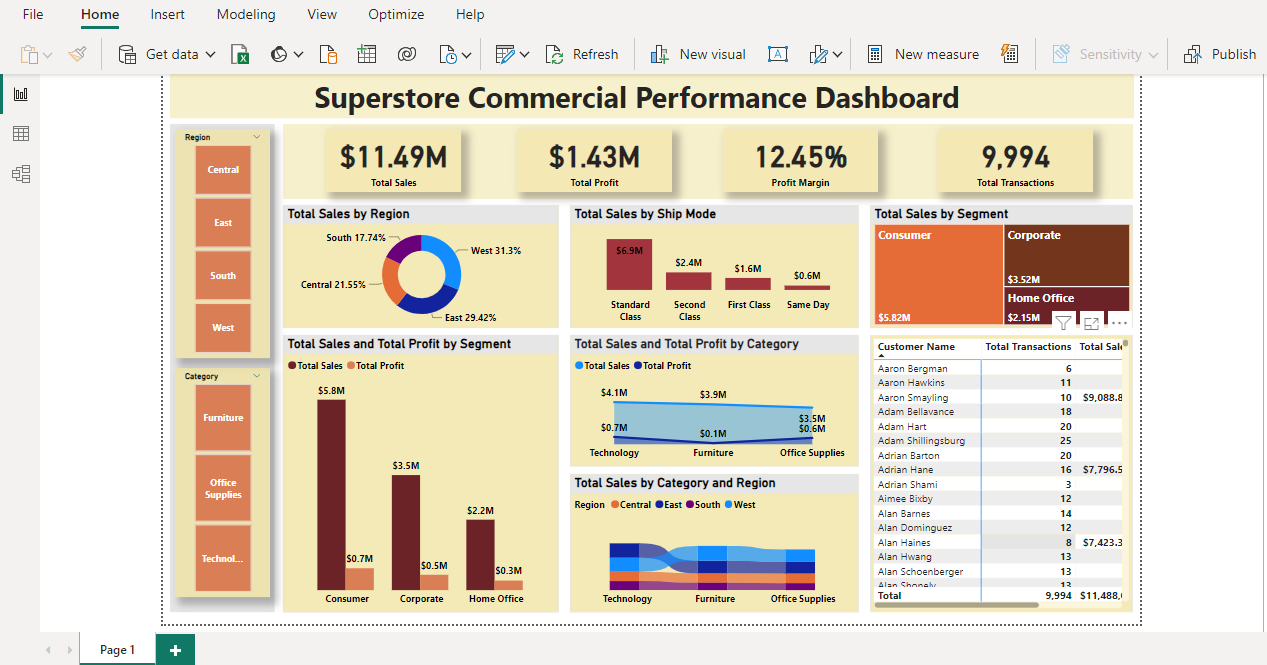 File Home Insert Modeling View Optimize Help
Get data Refresh New visual New measure Sensitivity Publish
Superstore Commercial Performance Dashboard
Region
Central
East
South
West
Category
Furniture
Office
Supplies
Technol...
$11.49M
Total Sales
$1.43M
Total Profit
12.45%
Profit Margin
9,994
Total Transactions
Total Sales by Region
South 17.74%
West 31.3%
Central 21.55%
East 29.42%
Total Sales by Ship Mode
$6.9M
$2.4M
$1.6M
$0.6M
Standard
Class
Second
Class
First Class
Same Day
Total Sales by Segment
Consumer
$5.82M
Corporate
$3.52M
Home Office
$2.15M
Total Sales and Total Profit by Segment
Total Sales Total Profit
$5.8M
$0.7M
$3.5M
$0.5M
$2.2M
$0.3M
Consumer Corporate Home Office
Total Sales and Total Profit by Category
Total Sales Total Profit
$4.1M
$3.9M
$3.5M
$0.7M
$0.1M
$0.6M
Technology Furniture Office Supplies
Total Sales by Category and Region
Region Central East South West
Technology Furniture Office Supplies
Customer Name Total Transactions Total Sale
Aaron Bergman 6
Aaron Hawkins 11
Aaron Smayling 10 $9,088.8
Adam Bellavance 18
Adam Hart 20
Adam Shillingsburg 25
Adrian Barton 20
Adrian Hane 16 $7,796.5
Adrian Shami 3
Aimee Bixby 12
Alan Barnes 14
Alan Dominguez 12
Alan Haines 8 $7,423.3
Alan Hwang 13
Alan Schoenberger 13
Alan Shonely 13
Total 9,994 $11,488,
Page 1